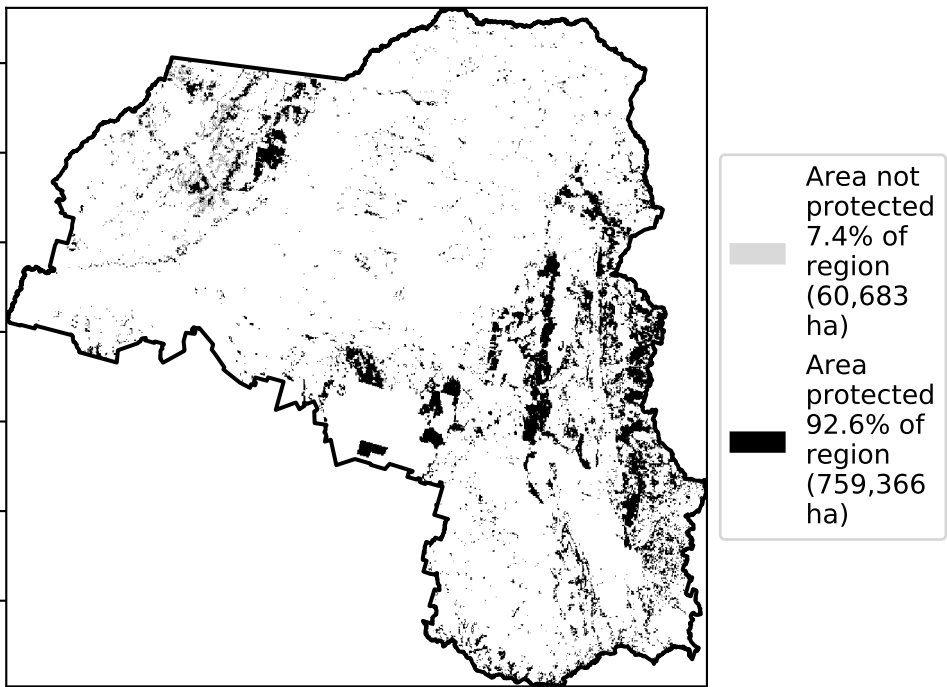 Area not
protected
7.4% of
region
(60,683
ha)
Area
protected
92.6% of
region
(759,366
ha)